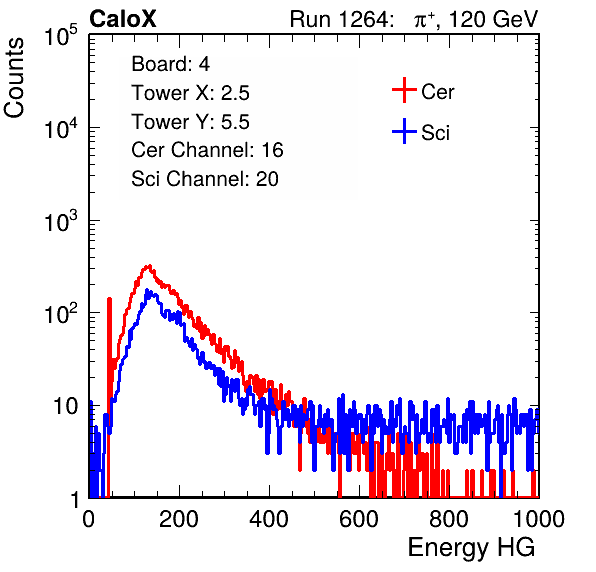 CaloX Run 1264: π⁺, 120 GeV
Board: 4
Tower X: 2.5
Tower Y: 5.5
Cer Channel: 16
Sci Channel: 20
Cer
Sci
Counts
10⁵
10⁴
10³
10²
10
1
0 200 400 600 800 1000
Energy HG